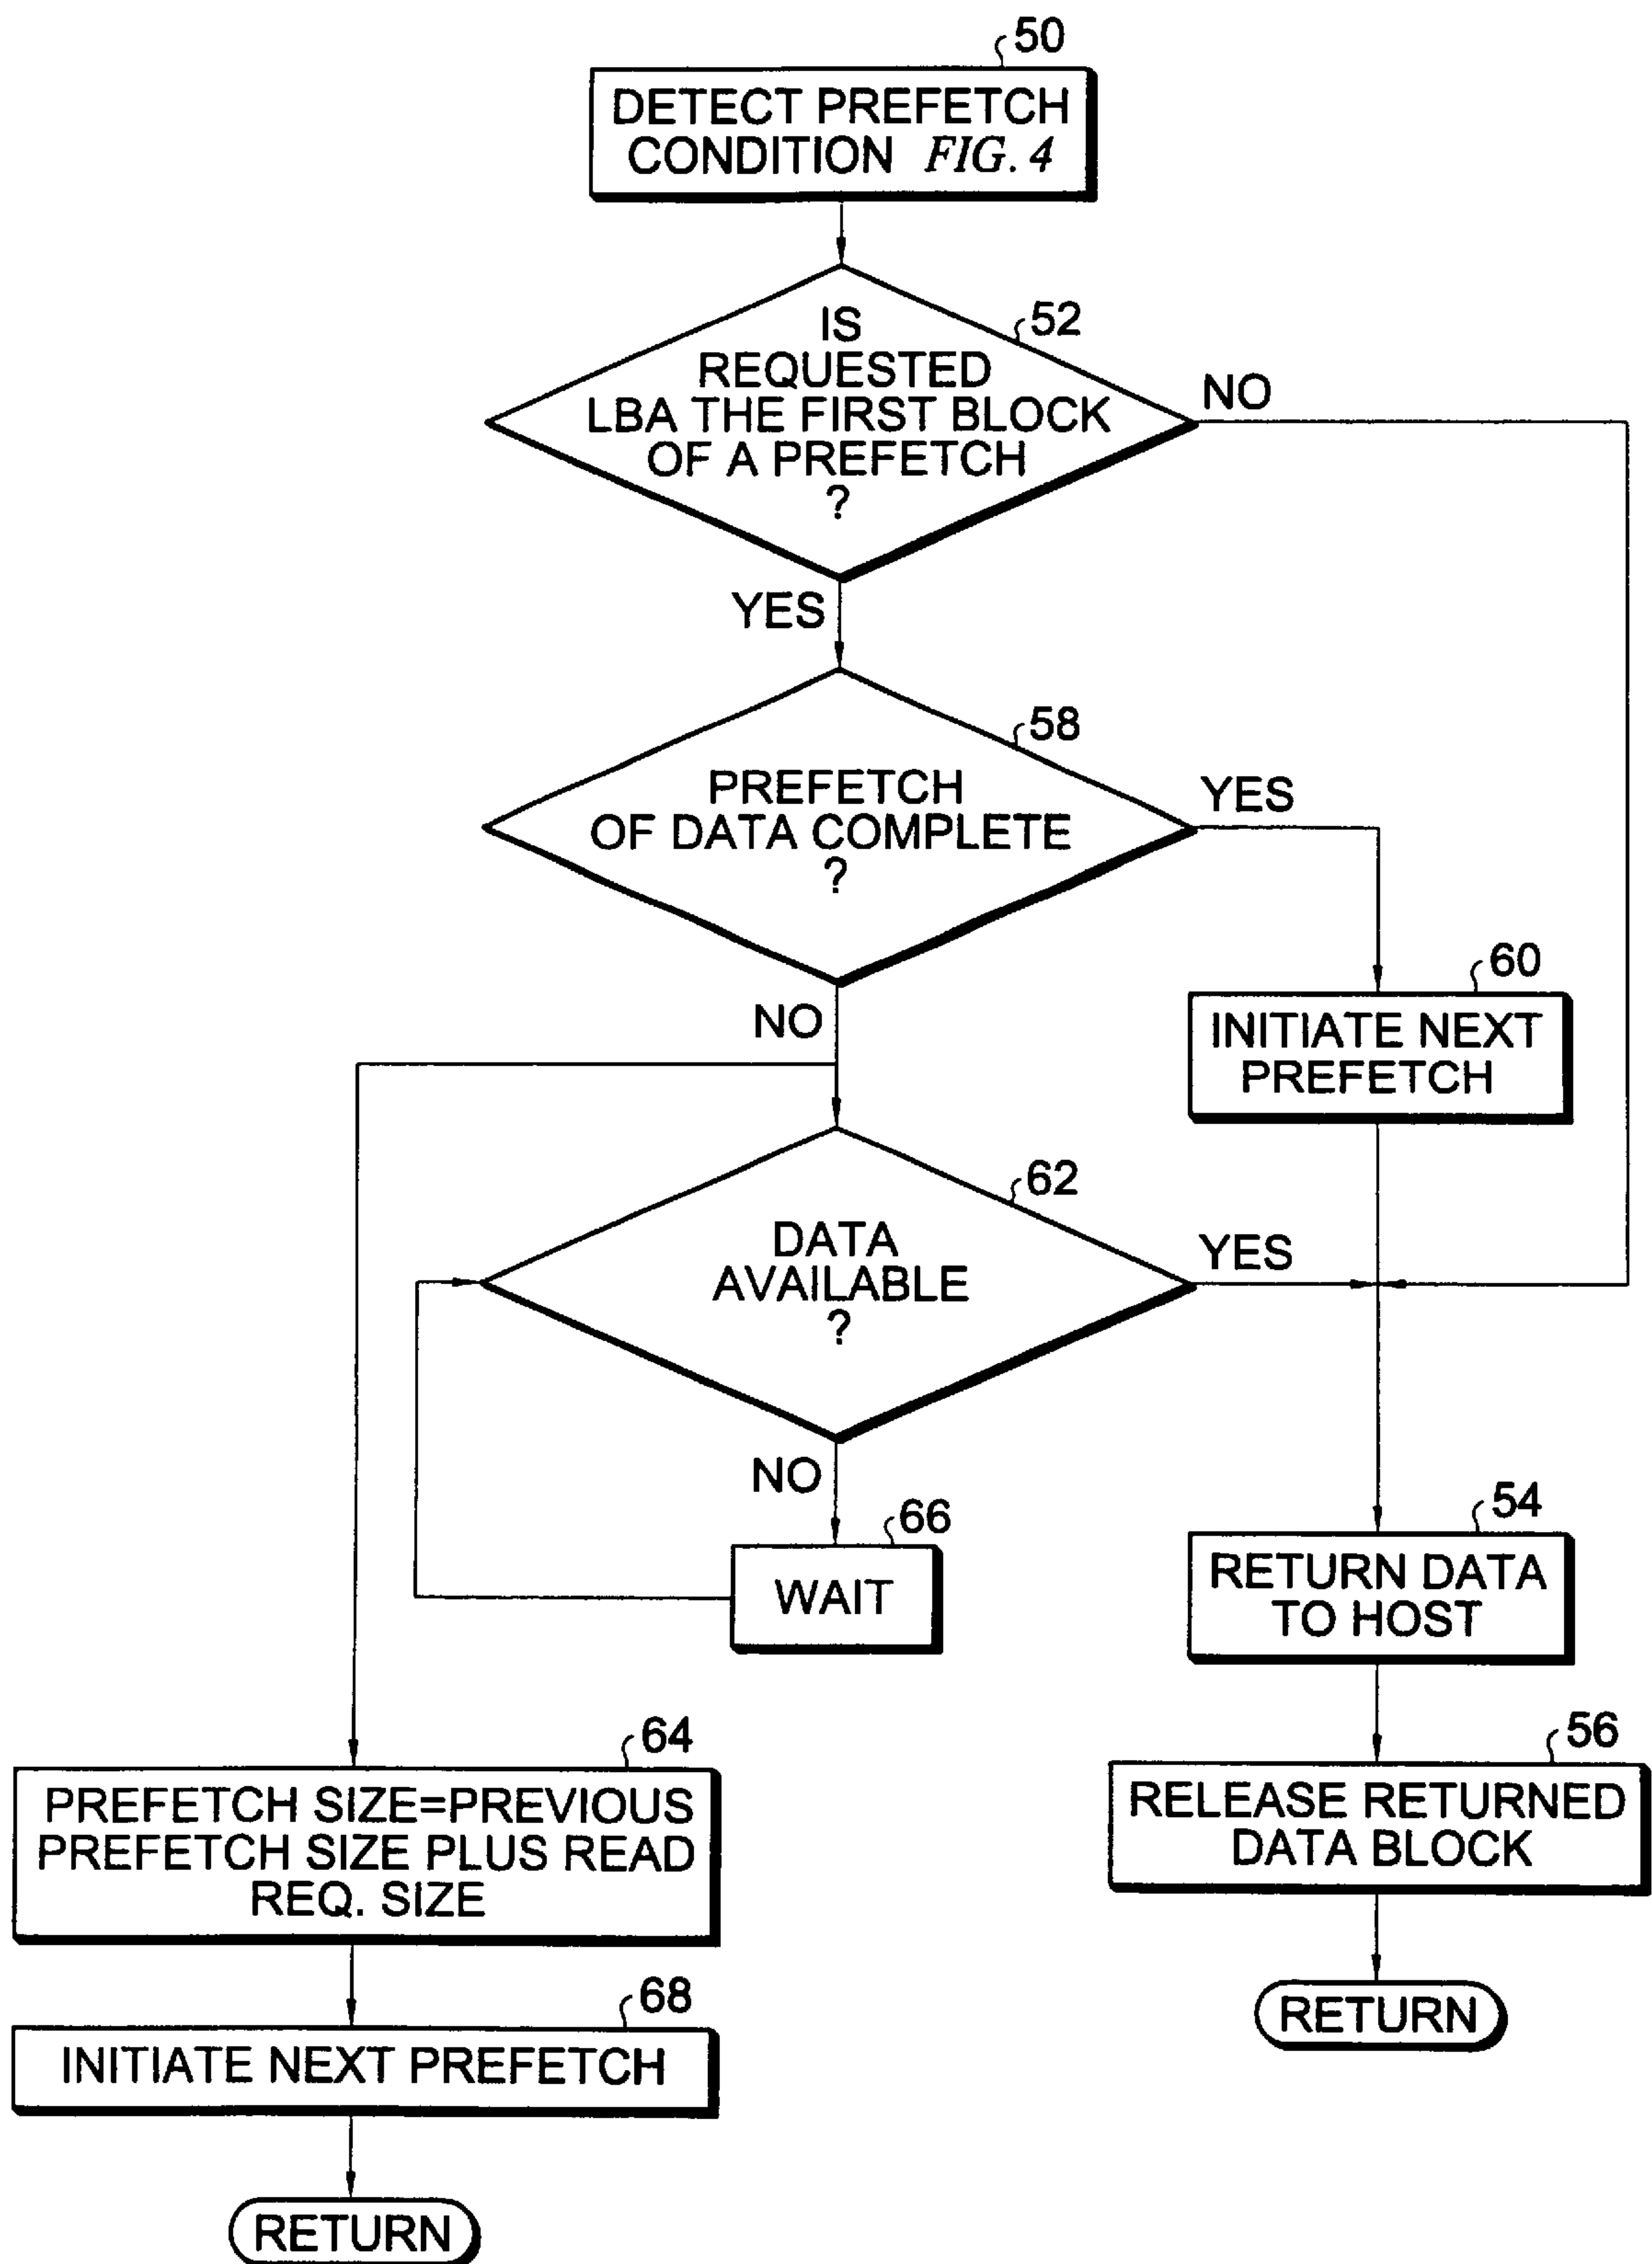 50
DETECT PREFETCH
CONDITION FIG. 4
52
IS
REQUESTED
LBA THE FIRST BLOCK
OF A PREFETCH
?
NO
YES
58
PREFETCH
OF DATA COMPLETE
?
YES
NO
60
INITIATE NEXT
PREFETCH
62
DATA
AVAILABLE
?
YES
NO
66
WAIT
54
RETURN DATA
TO HOST
64
PREFETCH SIZE=PREVIOUS
PREFETCH SIZE PLUS READ
REQ. SIZE
56
RELEASE RETURNED
DATA BLOCK
68
INITIATE NEXT PREFETCH
RETURN
RETURN